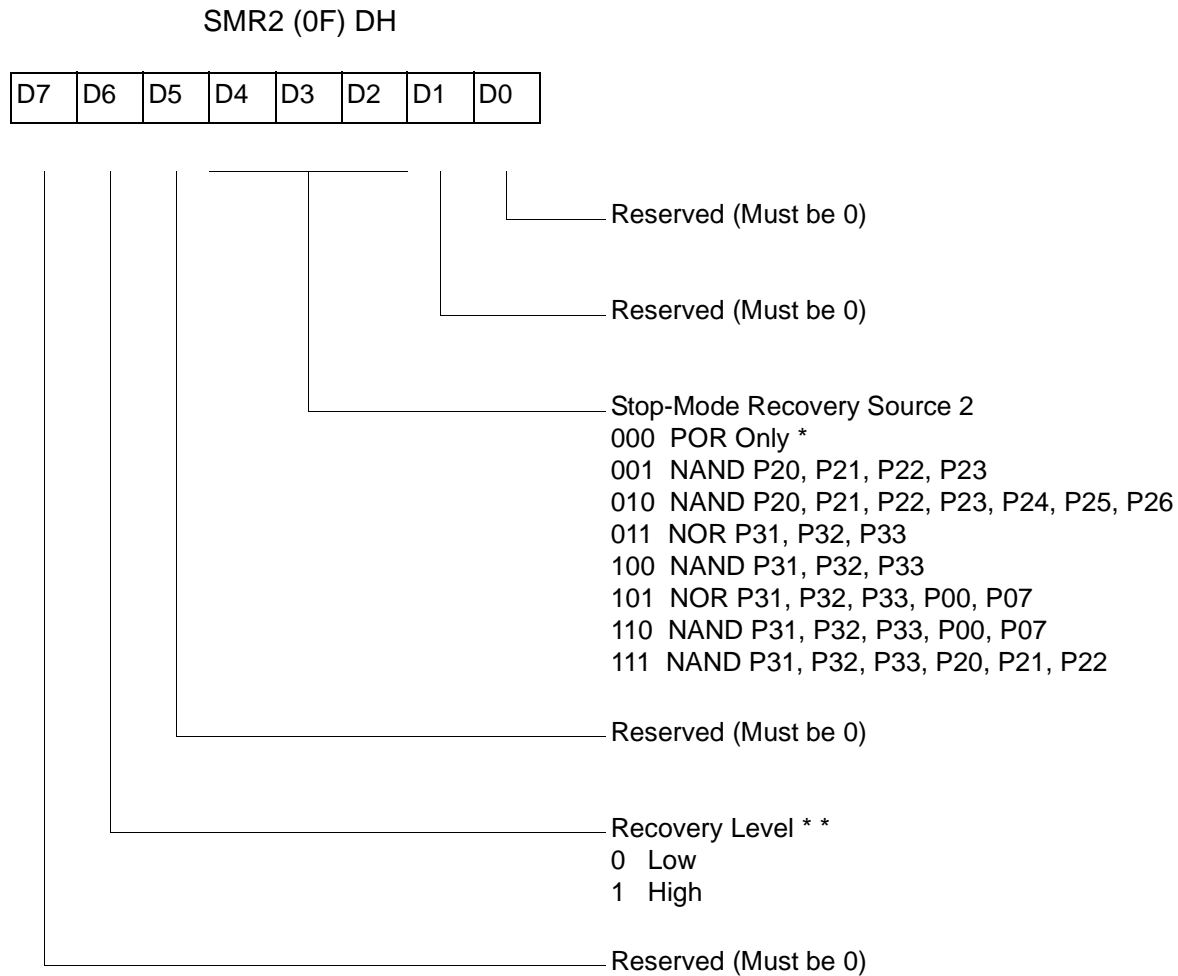 SMR2 (0F) DH
D7 D6 D5 D4 D3 D2 D1 D0
Reserved (Must be 0)
Reserved (Must be 0)
Stop-Mode Recovery Source 2
000 POR Only *
001 NAND P20, P21, P22, P23
010 NAND P20, P21, P22, P23, P24, P25, P26
011 NOR P31, P32, P33
100 NAND P31, P32, P33
101 NOR P31, P32, P33, P00, P07
110 NAND P31, P32, P33, P00, P07
111 NAND P31, P32, P33, P20, P21, P22
Reserved (Must be 0)
Recovery Level * *
0 Low
1 High
Reserved (Must be 0)